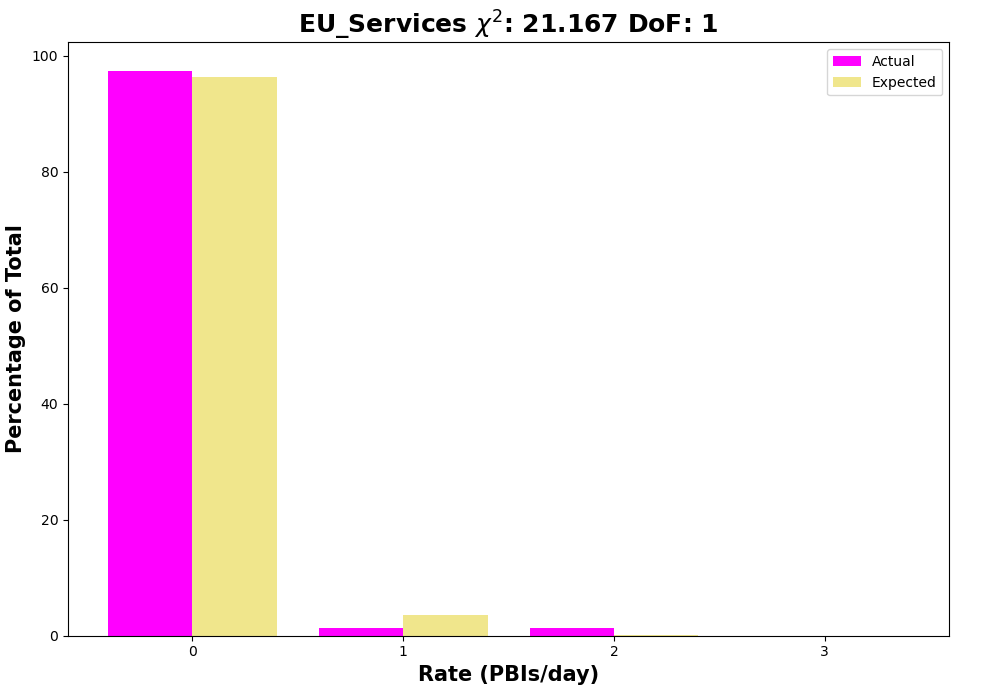 EU_Services χ²: 21.167 DoF: 1
Actual
Expected
Percentage of Total
100
80
60
40
20
0
0 1 2 3
Rate (PBIs/day)